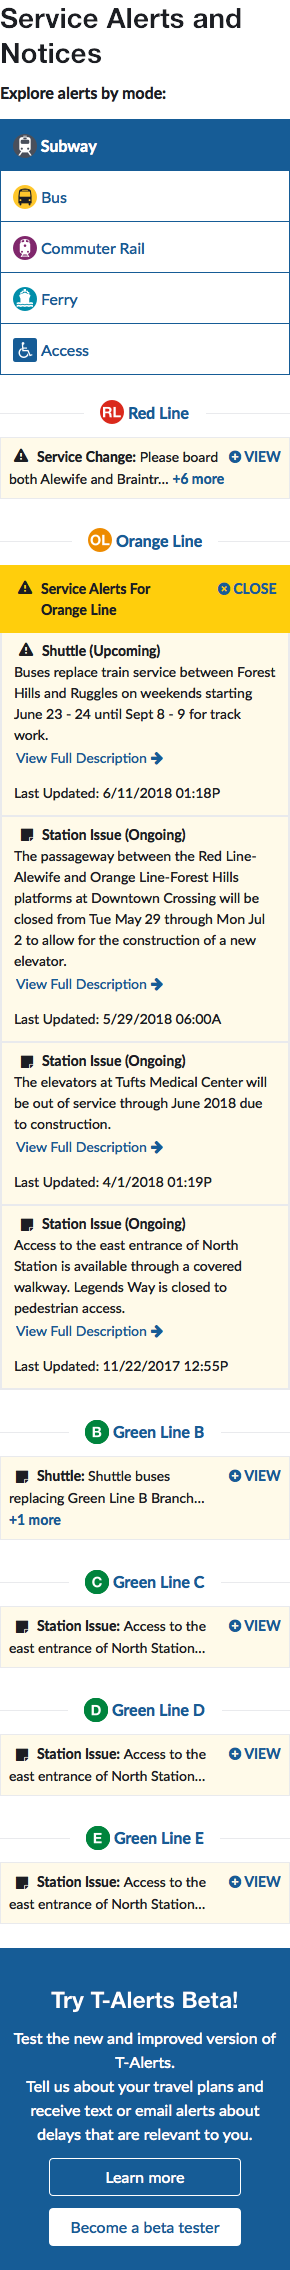 Service Alerts and
Notices
Explore alerts by mode:
Subway
Bus
Commuter Rail
Ferry
Access
RL Red Line
Service Change: Please board
VIEW
both Alewife and Braintr... +6 more
OL Orange Line
Service Alerts For
CLOSE
Orange Line
Shuttle (Upcoming)
Buses replace train service between Forest
Hills and Ruggles on weekends starting
June 23 - 24 until Sept 8 - 9 for track
work.
View Full Description
Last Updated: 6/11/2018 01:18P
Station Issue (Ongoing)
The passageway between the Red Line-
Alewife and Orange Line-Forest Hills
platforms at Downtown Crossing will be
closed from Tue May 29 through Mon Jul
2 to allow for the construction of a new
elevator.
View Full Description
Last Updated: 5/29/2018 06:00A
Station Issue (Ongoing)
The elevators at Tufts Medical Center will
be out of service through June 2018 due
to construction.
View Full Description
Last Updated: 4/1/2018 01:19P
Station Issue (Ongoing)
Access to the east entrance of North
Station is available through a covered
walkway. Legends Way is closed to
pedestrian access.
View Full Description
Last Updated: 11/22/2017 12:55P
B Green Line B
Shuttle: Shuttle buses
VIEW
replacing Green Line B Branch...
+1 more
C Green Line C
Station Issue: Access to the
VIEW
east entrance of North Station...
D Green Line D
Station Issue: Access to the
VIEW
east entrance of North Station...
E Green Line E
Station Issue: Access to the
VIEW
east entrance of North Station...
Try T-Alerts Beta!
Test the new and improved version of
T-Alerts.
Tell us about your travel plans and
receive text or email alerts about
delays that are relevant to you.
Learn more
Become a beta tester